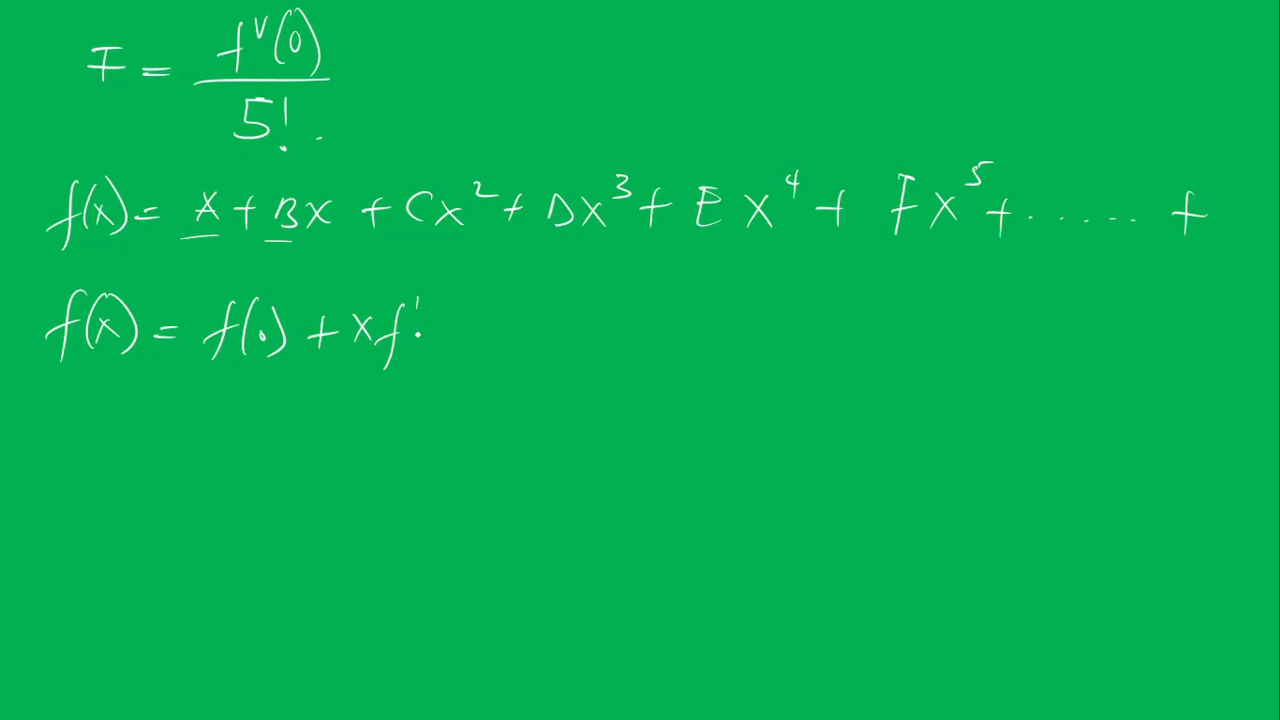 F = f^v(0) / 5! .
f(x) = A + Bx + Cx^2 + Dx^3 + Ex^4 + Fx^5 + ...... +
f(x) = f(0) + xf'